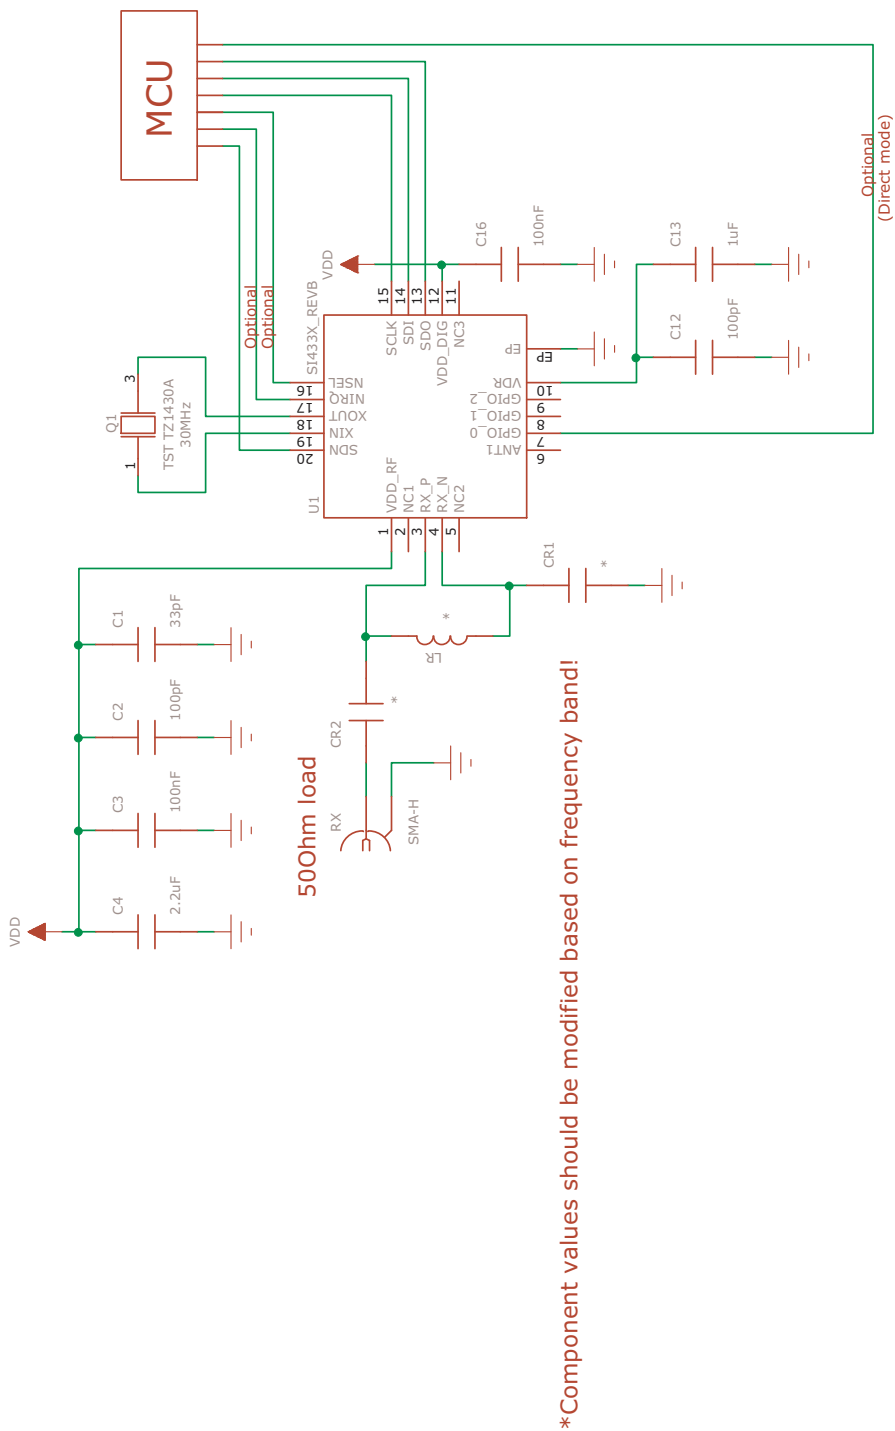 MCU
Optional
(Direct mode)
C16
100nF
C13
1uF
VDD
C12
100pF
Optional
Optional
SI433X_REVB
15
14
13
12
11
SCLK
SDI
SDO
VDD_DIG
NC3
EP
EP
NSEL
16
NIRQ
17
XOUT
18
XIN
19
SDN
20
VDR
10
GPIO_2
9
GPIO_1
8
GPIO_0
7
ANT1
6
3
Q1
1
TST TZ1430A
30MHz
U1
VDD_RF
NC1
RX_P
RX_N
NC2
1
2
3
4
5
CR1
*
C1
33pF
LR
*
C2
100pF
CR2
*
C3
100nF
50Ohm load
RX
SMA-H
C4
2.2uF
VDD
*Component values should be modified based on frequency band!